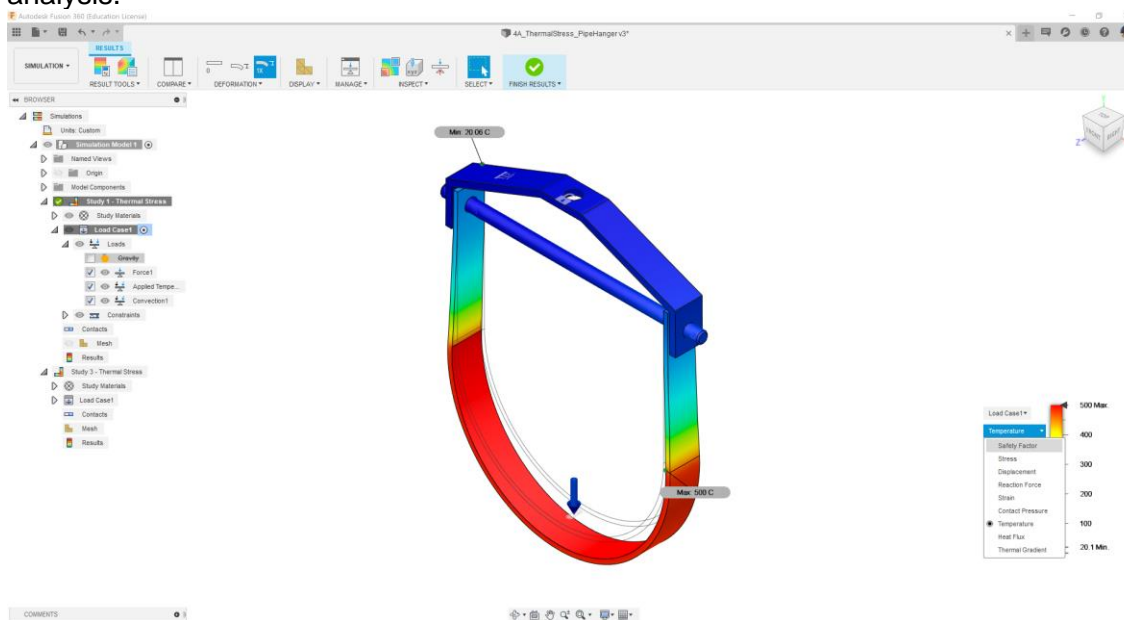 analysis.
Autodesk Fusion 360 (Education License)
4A_ThermalStress_PipeHanger v3*
RESULTS
SIMULATION
RESULT TOOLS
COMPARE
DEFORMATION
DISPLAY
MANAGE
INSPECT
SELECT
FINISH RESULTS
BROWSER
Simulations
Units: Custom
Simulation Model 1
Named Views
Origin
Model Components
Study 1 - Thermal Stress
Study Materials
Load Case1
Loads
Gravity
Force1
Applied Tempe...
Convection1
Constraints
Contacts
Mesh
Results
Study 3 - Thermal Stress
Study Materials
Load Case1
Contacts
Mesh
Results
Min: 20.06 C
Max: 500 C
TOP
FRONT
RIGHT
Z
Load Case1
500 Max.
Temperature
400
Safety Factor
Stress
300
Displacement
Reaction Force
200
Strain
Contact Pressure
Temperature
100
Heat Flux
Thermal Gradient
20.1 Min.
COMMENTS